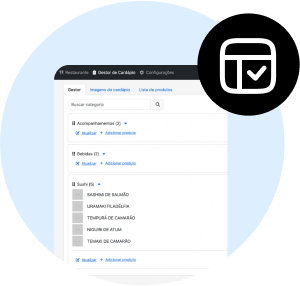 Restaurante Gestor de Cardápio Configurações
Gestor Imagens do cardápio Lista de produtos
Buscar categoria
Acompanhamentos (2)
Atualizar + Adicionar produto
Bebidas (2)
Atualizar + Adicionar produto
Sushi (5)
SASHIMI DE SALMÃO
URAMAKI FILADÉLFIA
TEMPURÁ DE CAMARÃO
NIGUIRI DE ATUM
TEMAKI DE CAMARÃO
Atualizar + Adicionar produto